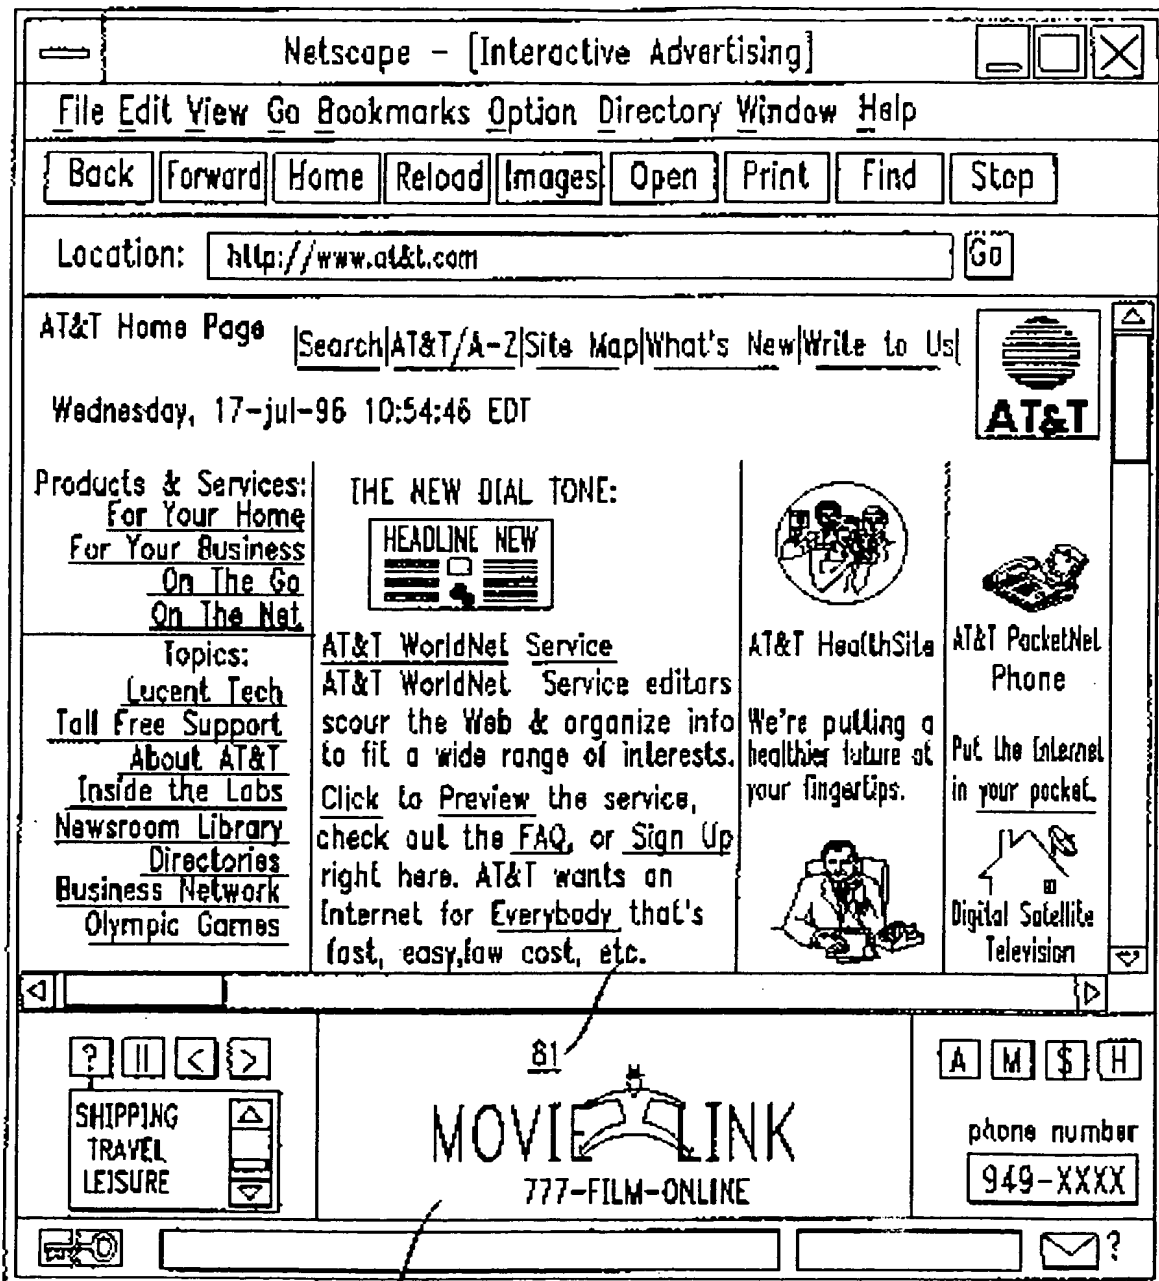 Netscape - [Interactive Advertising]
File Edit View Go Bookmarks Option Directory Window Help
Back Forward Home Reload Images Open Print Find Stop
Location: http://www.at&t.com Go
AT&T Home Page
|Search|AT&T/A-Z|Site Map|What's New|Write to Us|
AT&T
Wednesday, 17-jul-96 10:54:46 EDT
Products & Services:
For Your Home
For Your Business
On The Go
On The Net
Topics:
Lucent Tech
Toll Free Support
About AT&T
Inside the Labs
Newsroom Library
Directories
Business Network
Olympic Games
THE NEW DIAL TONE:
HEADLINE NEW
AT&T WorldNet Service
AT&T WorldNet Service editors
scour the Web & organize info
to fit a wide range of interests.
Click to Preview the service,
check out the FAQ, or Sign Up
right here. AT&T wants an
Internet for Everybody that's
fast, easy,low cost, etc.
AT&T HealthSite
We're putting a
healthier future at
your fingertips.
AT&T PocketNet
Phone
Put the Internet
in your pocket.
Digital Satellite
Television
? || < >
SHIPPING
TRAVEL
LEISURE
81
MOVIE LINK
777-FILM-ONLINE
A M $ H
phone number
949-XXXX
?